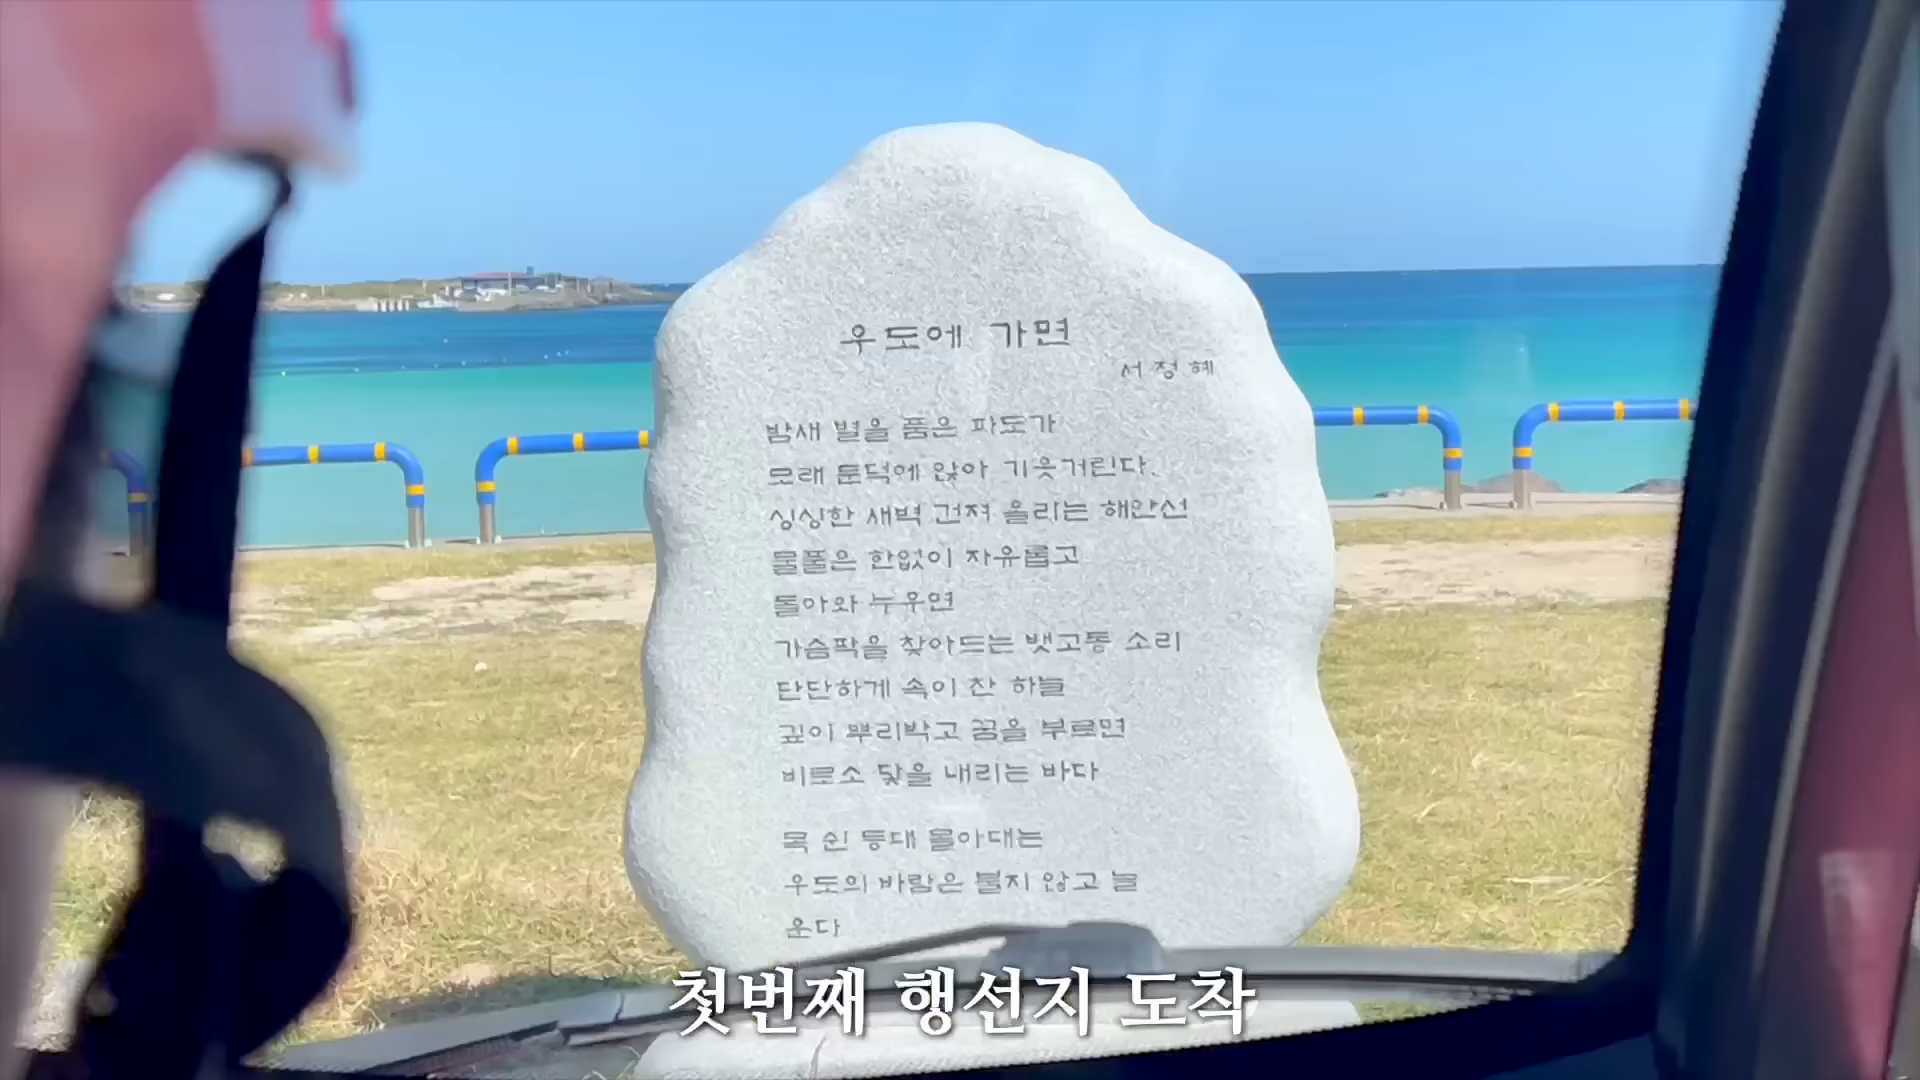 우도에 가면
서정혜
밤새 별을 품은 파도가
모래 둔덕에 앉아 기웃거린다.
싱싱한 새벽 건져 올리는 해안선
물풀은 한없이 자유롭고
돌아와 누우면
가슴팍을 찾아드는 뱃고동 소리
단단하게 속이 찬 하늘
깊이 뿌리박고 꿈을 부르면
비로소 닻을 내리는 바다
목 쉰 등대 몰아대는
우도의 바람은 불지 않고 늘
운다
첫번째 행선지 도착